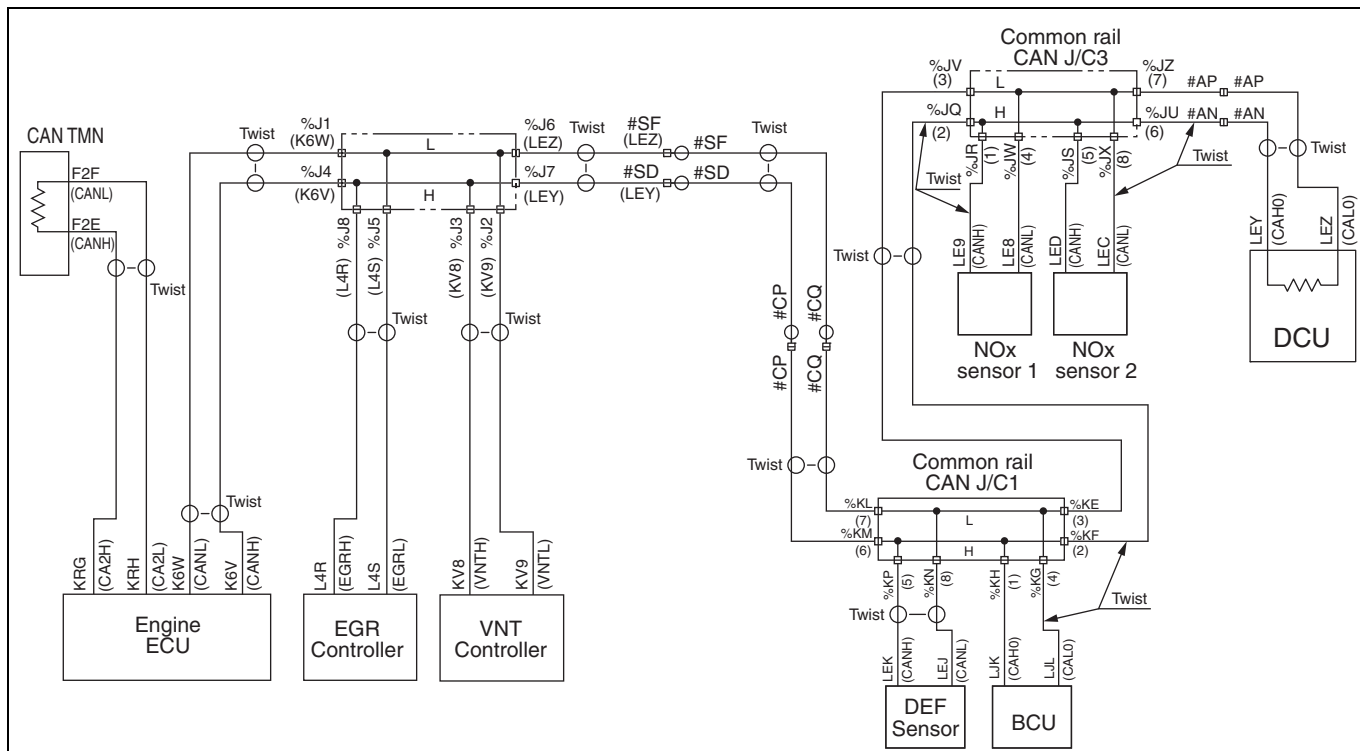 Common rail
CAN J/C3
%JV
(3)
L
%JZ
(7)
#AP
#AP
%JQ
(2)
H
%JU
(6)
#AN
#AN
%JR
(1)
%JW
(4)
%JS
(5)
%JX
(8)
Twist
Twist
Twist
LE9
(CANH)
LE8
(CANL)
LED
(CANH)
LEC
(CANL)
LEY
(CAH0)
LEZ
(CAL0)
NOx
sensor 1
NOx
sensor 2
DCU
CAN TMN
F2F
(CANL)
F2E
(CANH)
Twist
Twist
%J1
(K6W)
L
%J6
(LEZ)
Twist
#SF
(LEZ)
#SF
Twist
%J4
(K6V)
H
%J7
(LEY)
#SD
(LEY)
#SD
(L4R) %J8
(L4S) %J5
(KV8) %J3
(KV9) %J2
Twist
Twist
Twist
#CP
#CQ
#CP
#CQ
Twist
Twist
Common rail
CAN J/C1
%KL
(7)
L
%KE
(3)
%KM
(6)
H
%KF
(2)
%KP
(5)
%KN
(8)
%KH
(1)
%KG
(4)
Twist
Twist
LEK
(CANH)
LEJ
(CANL)
LJK
(CAH0)
LJL
(CAL0)
DEF
Sensor
BCU
KRG
(CA2H)
KRH
(CA2L)
K6W
(CANL)
K6V
(CANH)
Engine
ECU
L4R
(EGRH)
L4S
(EGRL)
EGR
Controller
KV8
(VNTH)
KV9
(VNTL)
VNT
Controller